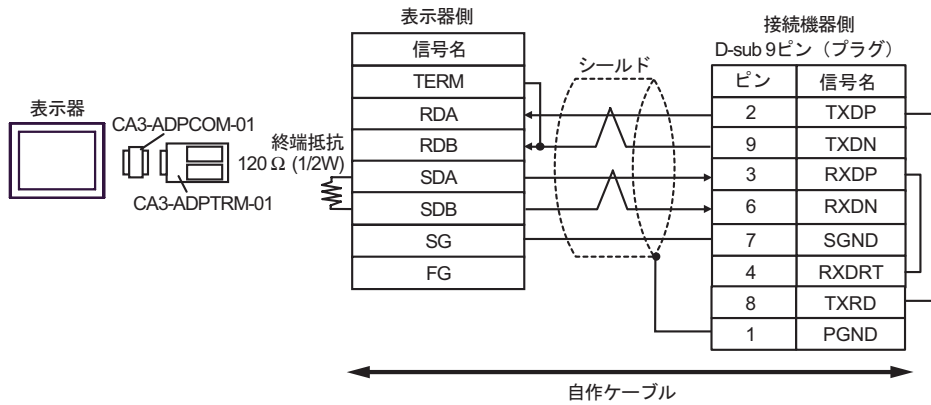 表示器側
接続機器側
D-sub 9ピン（プラグ）
信号名
シールド
ピン 信号名
TERM
表示器
RDA
2 TXDP
CA3-ADPCOM-01
終端抵抗
120 Ω (1/2W)
RDB
9 TXDN
SDA
3 RXDP
CA3-ADPTRM-01
SDB
6 RXDN
SG
7 SGND
FG
4 RXDRT
8 TXRD
1 PGND
自作ケーブル